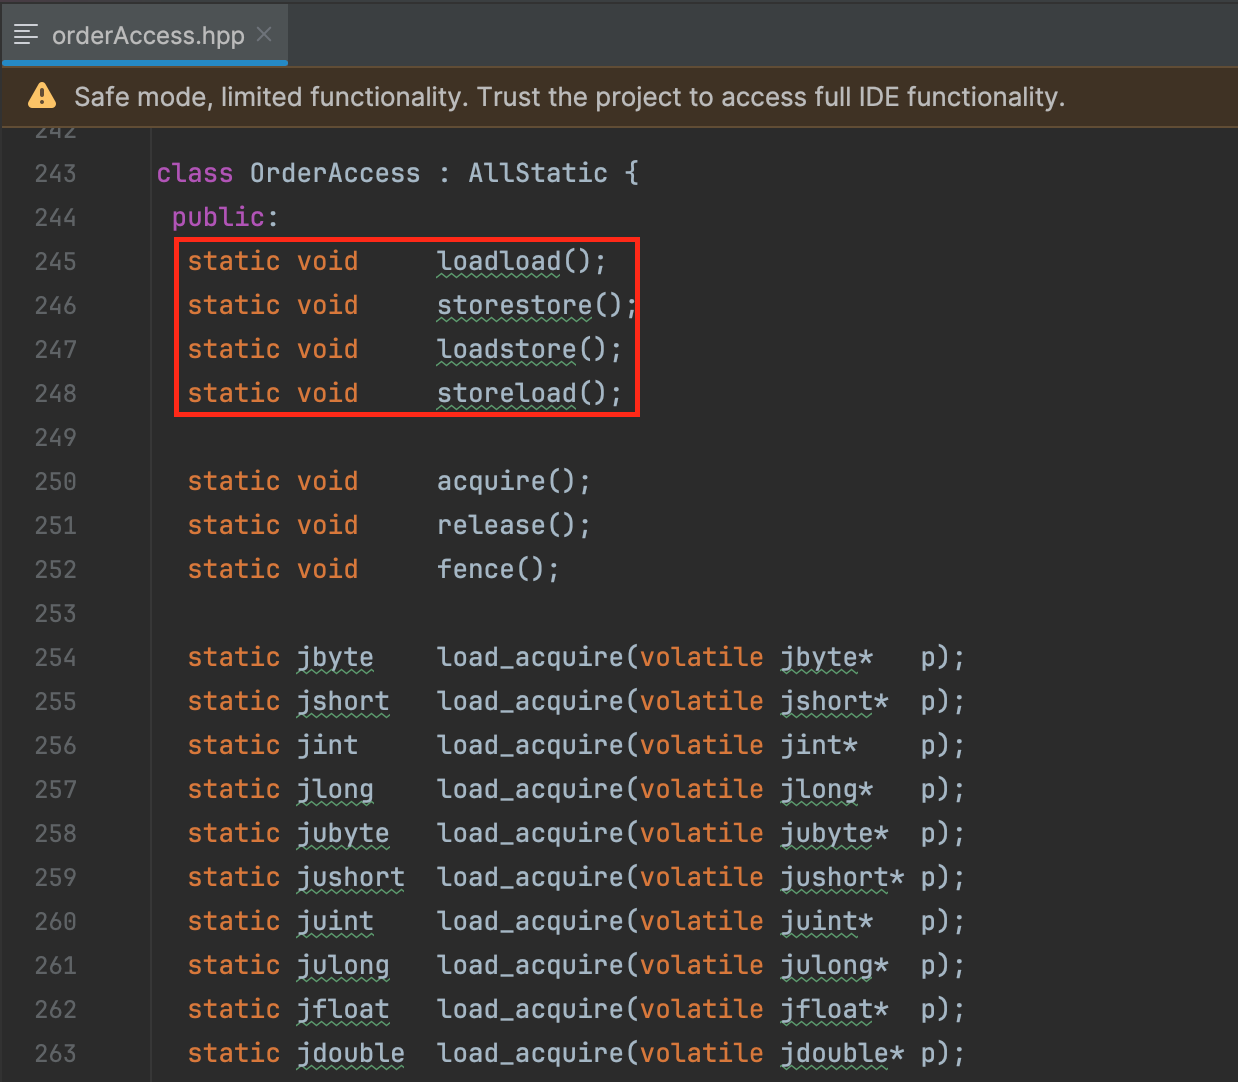 orderAccess.hpp
Safe mode, limited functionality. Trust the project to access full IDE functionality.
242
243 class OrderAccess : AllStatic {
244 public:
245 static void loadload();
246 static void storestore();
247 static void loadstore();
248 static void storeload();
249
250 static void acquire();
251 static void release();
252 static void fence();
253
254 static jbyte load_acquire(volatile jbyte* p);
255 static jshort load_acquire(volatile jshort* p);
256 static jint load_acquire(volatile jint* p);
257 static jlong load_acquire(volatile jlong* p);
258 static jubyte load_acquire(volatile jubyte* p);
259 static jushort load_acquire(volatile jushort* p);
260 static juint load_acquire(volatile juint* p);
261 static julong load_acquire(volatile julong* p);
262 static jfloat load_acquire(volatile jfloat* p);
263 static jdouble load_acquire(volatile jdouble* p);